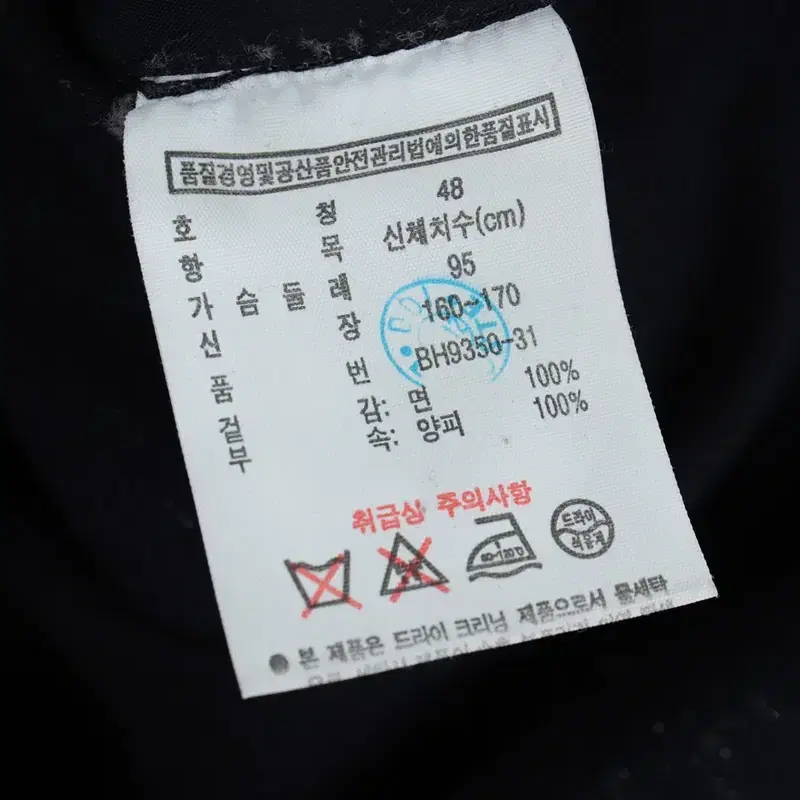 품질경영및공산품안전관리법에의한품질표시
호 칭 48
항 목 신체치수(cm)
가 슴 둘 레 95
신 장 160~170
품 번 BH9350-31
겉 감: 면 100%
부 속: 양피 100%
취급상 주의사항
60~120℃
드라이
● 본 제품은 드라이 크리닝 제품으로서 물세탁